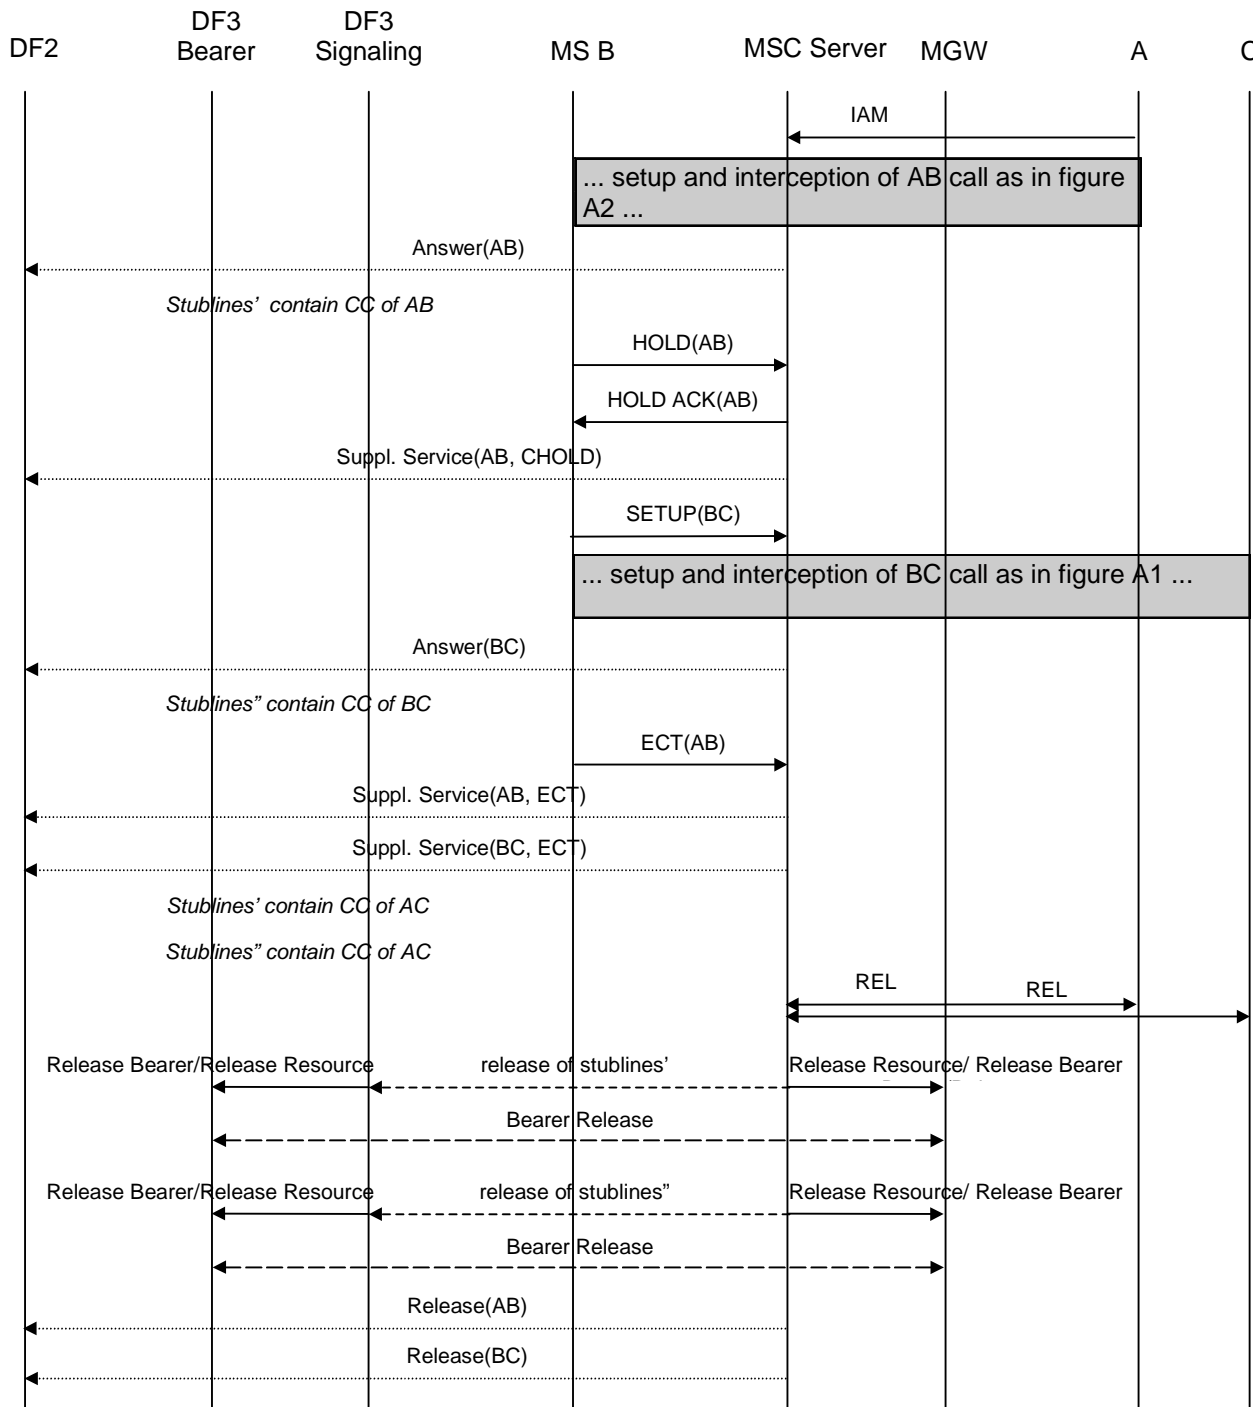 DF2
DF3
Bearer
DF3
Signaling
MS B
MSC Server
MGW
A
C
IAM
... setup and interception of AB call as in figure
A2 ...
Answer(AB)
Stublines’ contain CC of AB
HOLD(AB)
HOLD ACK(AB)
Suppl. Service(AB, CHOLD)
SETUP(BC)
... setup and interception of BC call as in figure A1 ...
Answer(BC)
Stublines” contain CC of BC
ECT(AB)
Suppl. Service(AB, ECT)
Suppl. Service(BC, ECT)
Stublines’ contain CC of AC
Stublines” contain CC of AC
REL
REL
Release Bearer/Release Resource
release of stublines’
Release Resource/ Release Bearer
Bearer Release
Release Bearer/Release Resource
release of stublines”
Release Resource/ Release Bearer
Bearer Release
Release(AB)
Release(BC)